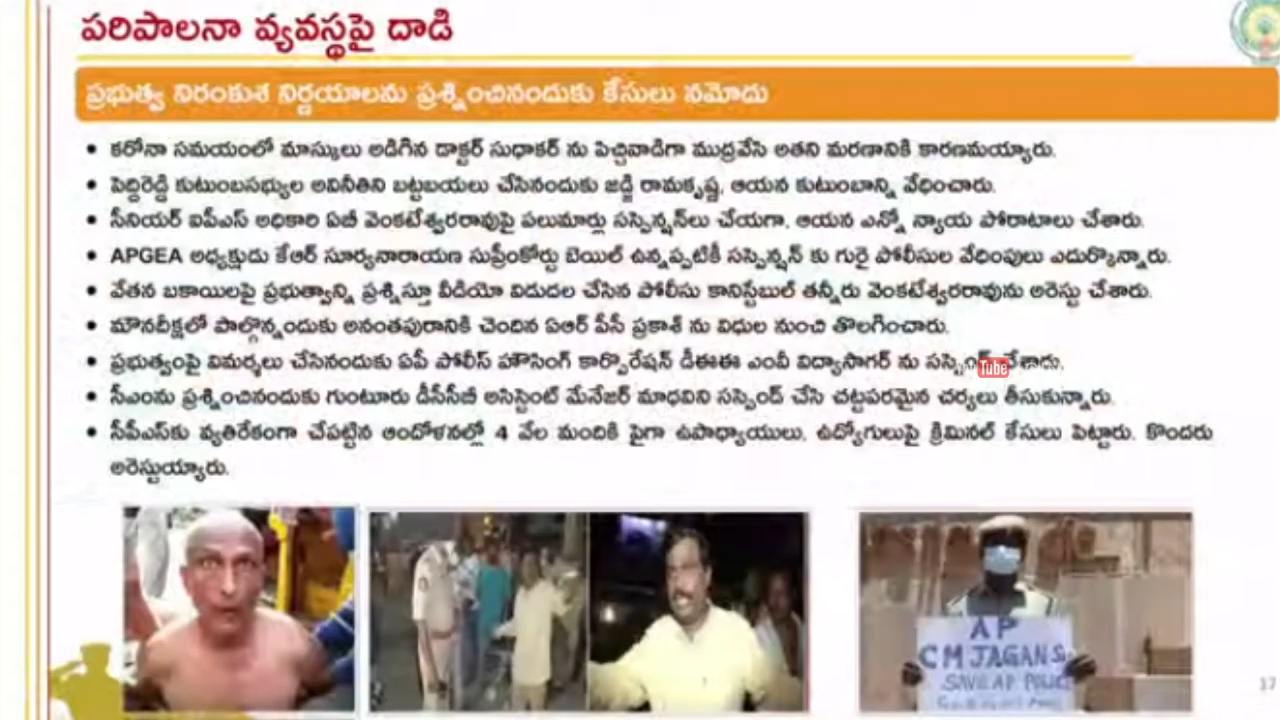 పరిపాలనా వ్యవస్థపై దాడి
ప్రభుత్వ నిరంకుశ నిర్ణయాలను ప్రశ్నించినందుకు కేసులు నమోదు
• కరోనా సమయంలో మాస్కులు అడిగిన డాక్టర్ సుధాకర్ ను పిచ్చివాడిగా ముద్రవేసి అతని మరణానికి కారణమయ్యారు.
• పెద్దిరెడ్డి కుటుంబసభ్యుల అవినీతిని బట్టబయలు చేసినందుకు జడ్జి రామకృష్ణ, ఆయన కుటుంబాన్ని వేధించారు.
• సీనియర్ ఐపీఎస్ అధికారి ఏబీ వెంకటేశ్వరరావుపై పలుమార్లు సస్పెన్షన్‌లు చేయగా, ఆయన ఎన్నో న్యాయ పోరాటాలు చేశారు.
• APGEA అధ్యక్షుడు కేఆర్ సూర్యనారాయణ సుప్రీంకోర్టు బెయిల్ ఉన్నప్పటికీ సస్పెన్షన్ కు గురై పోలీసుల వేధింపులు ఎదుర్కొన్నారు.
• వేతన బకాయిలపై ప్రభుత్వాన్ని ప్రశ్నిస్తూ వీడియో విడుదల చేసిన పోలీసు కానిస్టేబుల్ తన్నీరు వెంకటేశ్వరరావును అరెస్టు చేశారు.
• మౌనదీక్షలో పాల్గొన్నందుకు అనంతపురానికి చెందిన ఏఆర్ పీసీ ప్రకాశ్ ను విధుల నుంచి తొలగించారు.
• ప్రభుత్వంపై విమర్శలు చేసినందుకు ఏపీ పోలీస్ హౌసింగ్ కార్పొరేషన్ డీఈఈ ఎంవీ విద్యాసాగర్ ను సస్పెండ్ చేశారు.
Tube
• సీఎంను ప్రశ్నించినందుకు గుంటూరు డీసీసీబీ అసిస్టెంట్ మేనేజర్ మాధవిని సస్పెండ్ చేసి చట్టపరమైన చర్యలు తీసుకున్నారు.
• సీపీఎస్‌కు వ్యతిరేకంగా చేపట్టిన ఆందోళనల్లో 4 వేల మందికి పైగా ఉపాధ్యాయులు, ఉద్యోగులపై క్రిమినల్ కేసులు పెట్టారు. కొందరు
అరెస్టుయ్యారు.
AP
CM JAGANS
SAVE AP POLICE
17